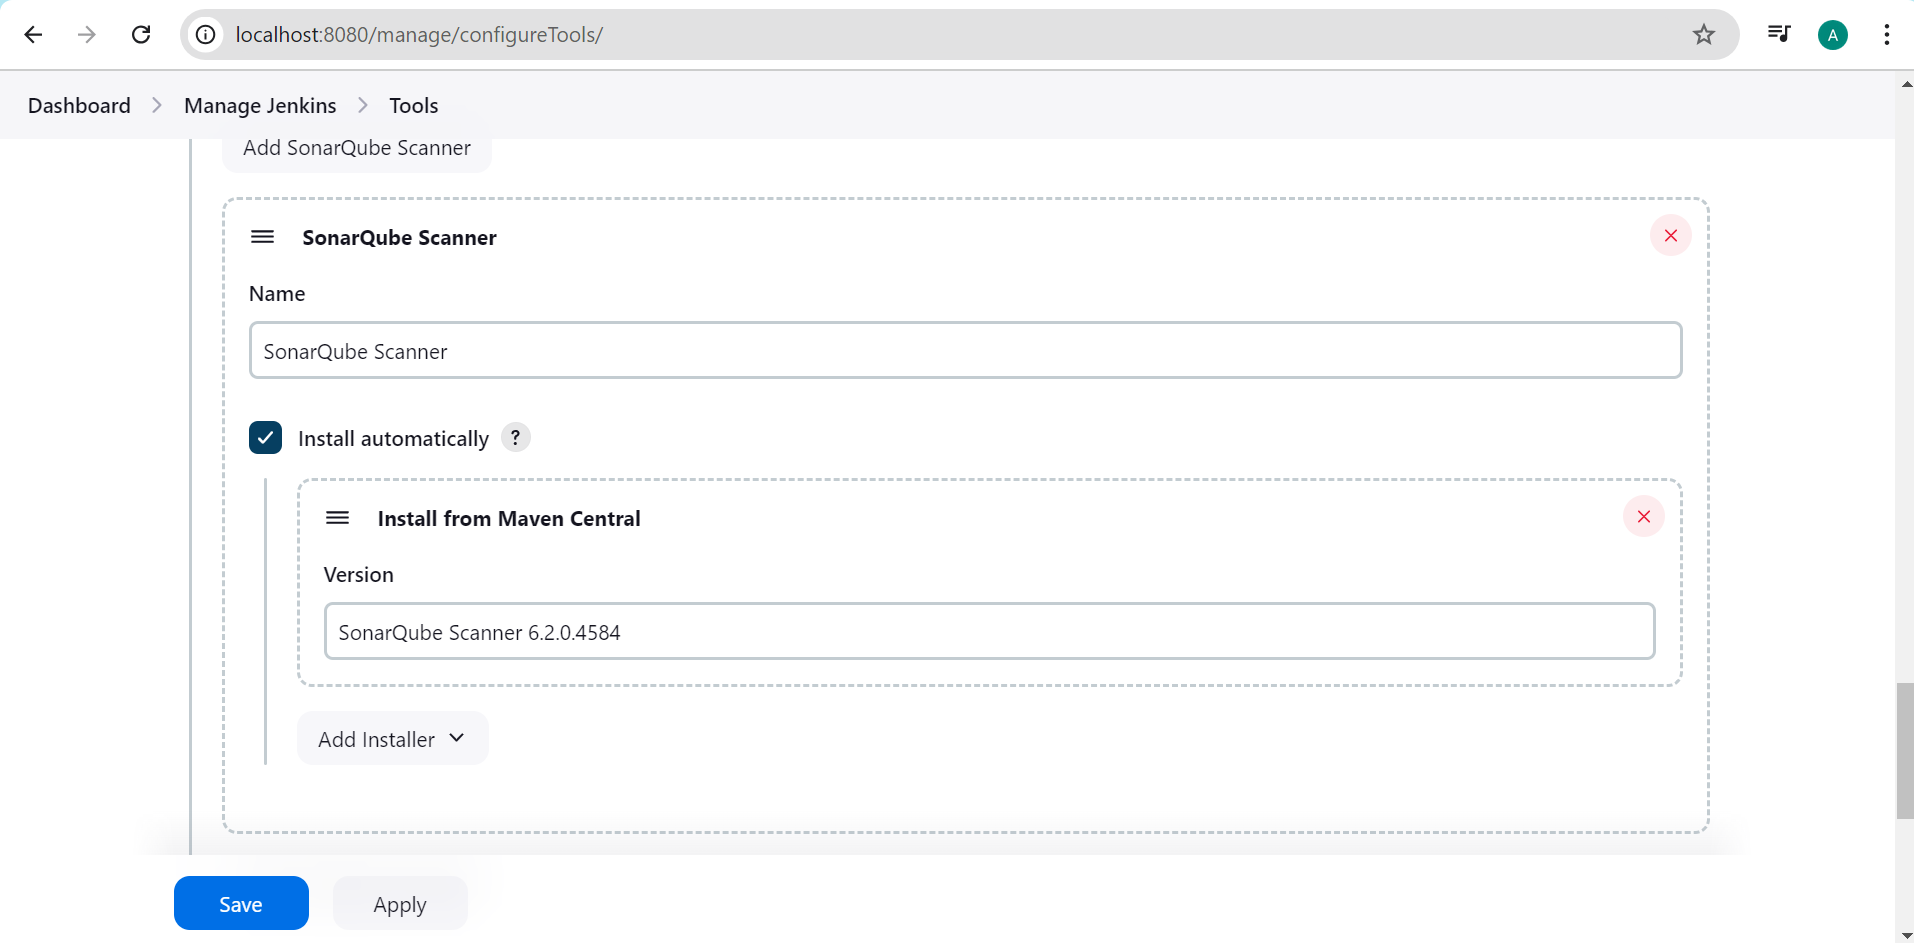 localhost:8080/manage/configureTools/
A
Dashboard > Manage Jenkins > Tools
Add SonarQube Scanner
SonarQube Scanner
Name
SonarQube Scanner
Install automatically ?
Install from Maven Central
Version
SonarQube Scanner 6.2.0.4584
Add Installer
Save Apply